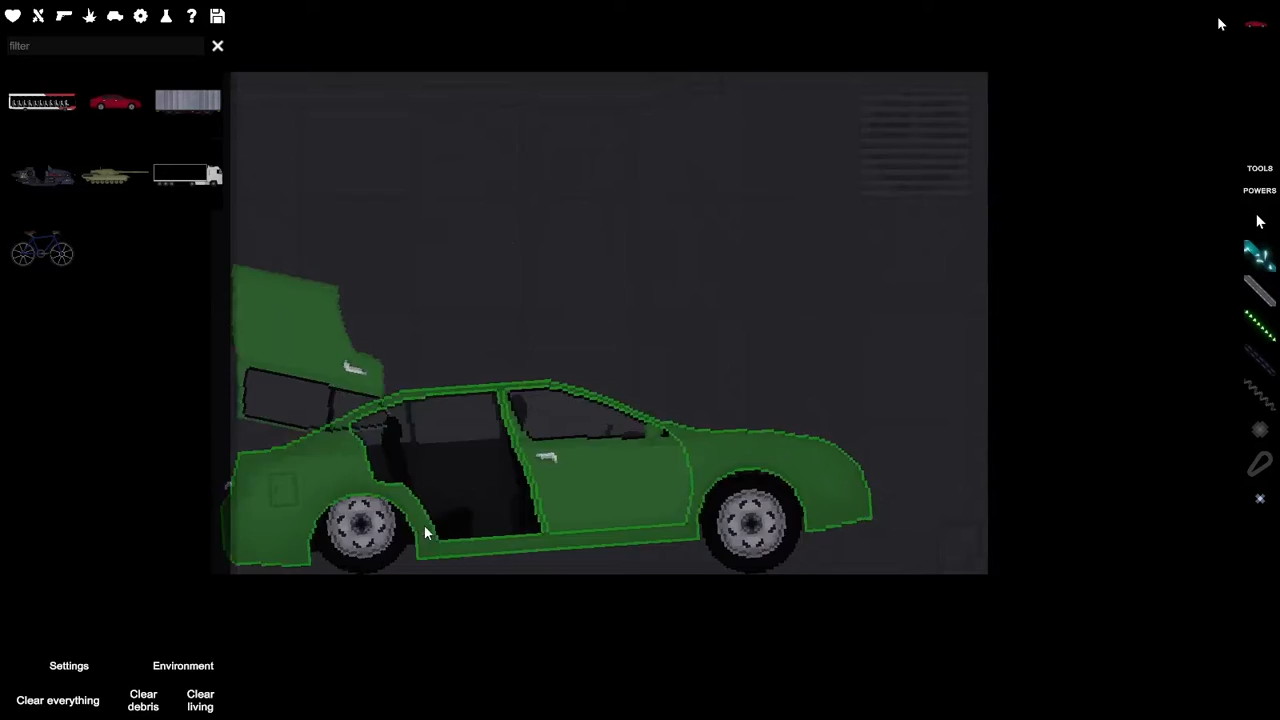 filter
TOOLS
POWERS
Settings
Environment
Clear everything
Clear
debris
Clear
living